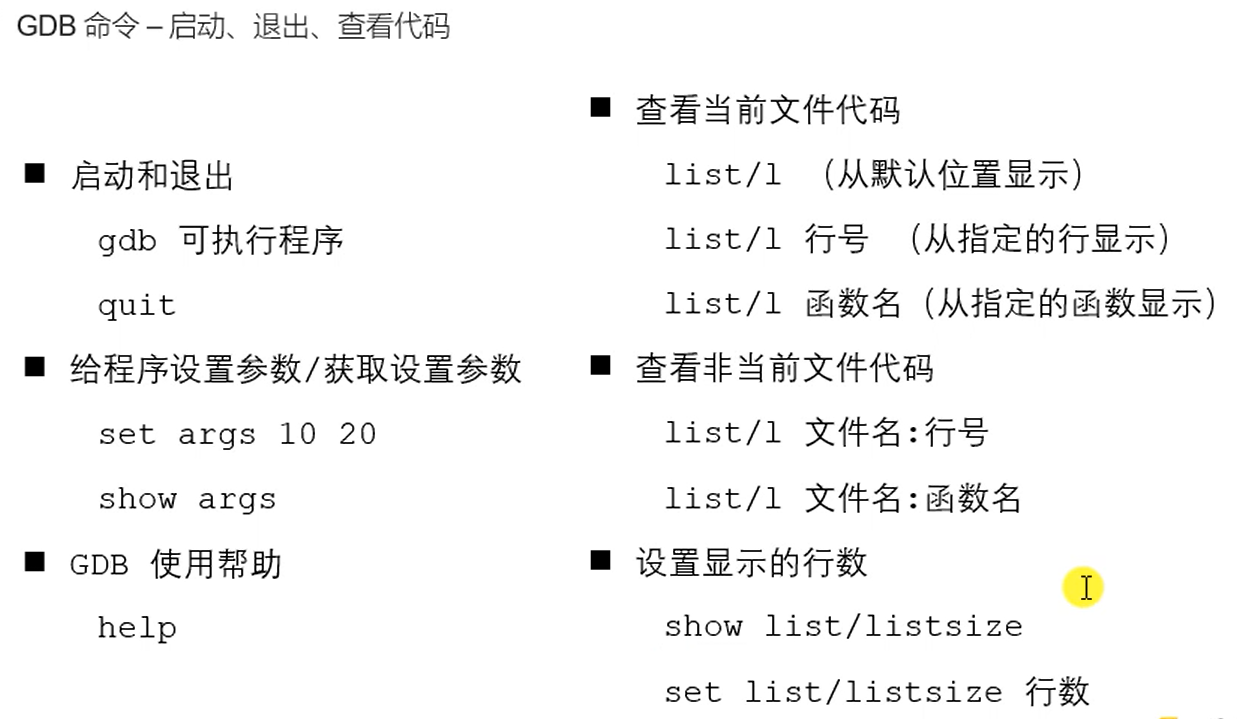 GDB 命令 – 启动、退出、查看代码
■ 启动和退出
gdb 可执行程序
quit
■ 给程序设置参数/获取设置参数
set args 10 20
show args
■ GDB 使用帮助
help
■ 查看当前文件代码
list/l （从默认位置显示）
list/l 行号 （从指定的行显示）
list/l 函数名（从指定的函数显示）
■ 查看非当前文件代码
list/l 文件名:行号
list/l 文件名:函数名
■ 设置显示的行数
show list/listsize
set list/listsize 行数